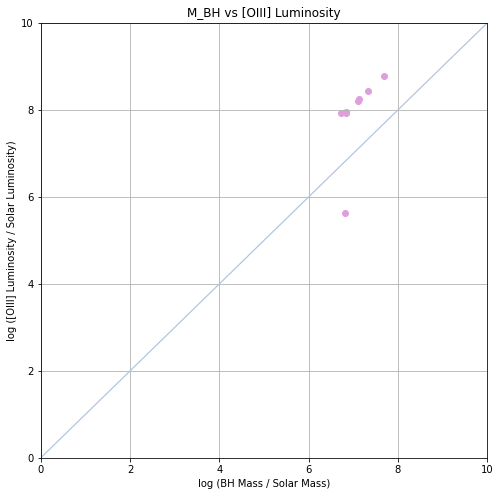 M_BH vs [OIII] Luminosity
10
8
6
4
2
0
log ([OIII] Luminosity / Solar Luminosity)
0 2 4 6 8 10
log (BH Mass / Solar Mass)